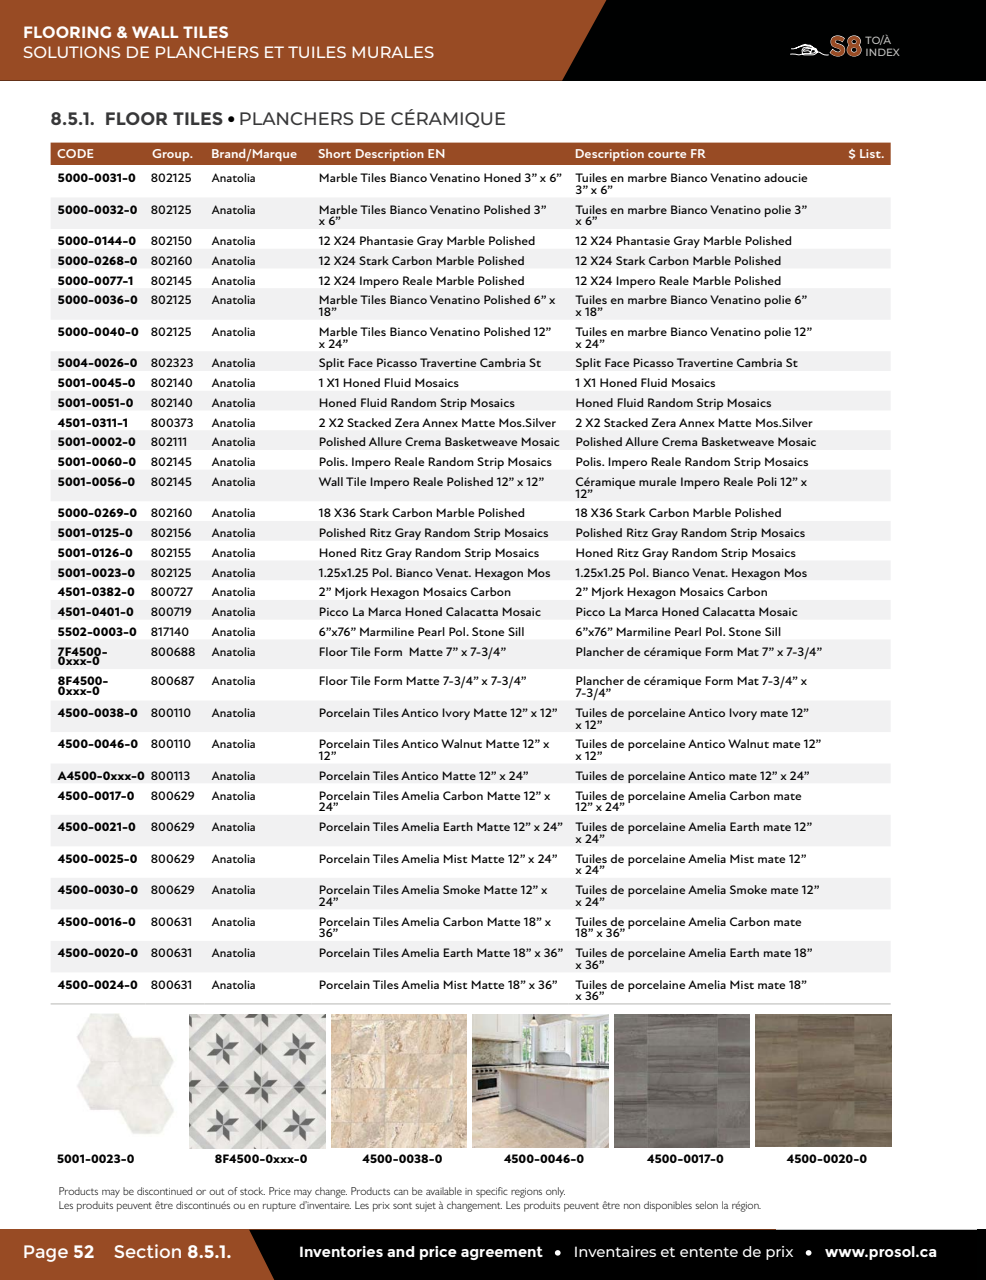 FLOORING & WALL TILES
SOLUTIONS DE PLANCHERS ET TUILES MURALES
S8 TO/À
INDEX
8.5.1. FLOOR TILES • PLANCHERS DE CÉRAMIQUE
CODE Group. Brand/Marque Short Description EN Description courte FR $ List.
5000-0031-0 802125 Anatolia Marble Tiles Bianco Venatino Honed 3” x 6” Tuiles en marbre Bianco Venatino adoucie
3” x 6”
5000-0032-0 802125 Anatolia Marble Tiles Bianco Venatino Polished 3” Tuiles en marbre Bianco Venatino polie 3”
x 6” x 6”
5000-0144-0 802150 Anatolia 12 X24 Phantasie Gray Marble Polished 12 X24 Phantasie Gray Marble Polished
5000-0268-0 802160 Anatolia 12 X24 Stark Carbon Marble Polished 12 X24 Stark Carbon Marble Polished
5000-0077-1 802145 Anatolia 12 X24 Impero Reale Marble Polished 12 X24 Impero Reale Marble Polished
5000-0036-0 802125 Anatolia Marble Tiles Bianco Venatino Polished 6” x Tuiles en marbre Bianco Venatino polie 6”
18” x 18”
5000-0040-0 802125 Anatolia Marble Tiles Bianco Venatino Polished 12” Tuiles en marbre Bianco Venatino polie 12”
x 24” x 24”
5004-0026-0 802323 Anatolia Split Face Picasso Travertine Cambria St Split Face Picasso Travertine Cambria St
5001-0045-0 802140 Anatolia 1 X1 Honed Fluid Mosaics 1 X1 Honed Fluid Mosaics
5001-0051-0 802140 Anatolia Honed Fluid Random Strip Mosaics Honed Fluid Random Strip Mosaics
4501-0311-1 800373 Anatolia 2 X2 Stacked Zera Annex Matte Mos.Silver 2 X2 Stacked Zera Annex Matte Mos.Silver
5001-0002-0 802111 Anatolia Polished Allure Crema Basketweave Mosaic Polished Allure Crema Basketweave Mosaic
5001-0060-0 802145 Anatolia Polis. Impero Reale Random Strip Mosaics Polis. Impero Reale Random Strip Mosaics
5001-0056-0 802145 Anatolia Wall Tile Impero Reale Polished 12” x 12” Céramique murale Impero Reale Poli 12” x
12”
5000-0269-0 802160 Anatolia 18 X36 Stark Carbon Marble Polished 18 X36 Stark Carbon Marble Polished
5001-0125-0 802156 Anatolia Polished Ritz Gray Random Strip Mosaics Polished Ritz Gray Random Strip Mosaics
5001-0126-0 802155 Anatolia Honed Ritz Gray Random Strip Mosaics Honed Ritz Gray Random Strip Mosaics
5001-0023-0 802125 Anatolia 1.25x1.25 Pol. Bianco Venat. Hexagon Mos 1.25x1.25 Pol. Bianco Venat. Hexagon Mos
4501-0382-0 800727 Anatolia 2” Mjork Hexagon Mosaics Carbon 2” Mjork Hexagon Mosaics Carbon
4501-0401-0 800719 Anatolia Picco La Marca Honed Calacatta Mosaic Picco La Marca Honed Calacatta Mosaic
5502-0003-0 817140 Anatolia 6”x76” Marmiline Pearl Pol. Stone Sill 6”x76” Marmiline Pearl Pol. Stone Sill
7F4500- 800688 Anatolia Floor Tile Form Matte 7” x 7-3/4” Plancher de céramique Form Mat 7” x 7-3/4”
0xxx-0
8F4500- 800687 Anatolia Floor Tile Form Matte 7-3/4” x 7-3/4” Plancher de céramique Form Mat 7-3/4” x
0xxx-0 7-3/4”
4500-0038-0 800110 Anatolia Porcelain Tiles Antico Ivory Matte 12” x 12” Tuiles de porcelaine Antico Ivory mate 12”
x 12”
4500-0046-0 800110 Anatolia Porcelain Tiles Antico Walnut Matte 12” x Tuiles de porcelaine Antico Walnut mate 12”
12” x 12”
A4500-0xxx-0 800113 Anatolia Porcelain Tiles Antico Matte 12” x 24” Tuiles de porcelaine Antico mate 12” x 24”
4500-0017-0 800629 Anatolia Porcelain Tiles Amelia Carbon Matte 12” x Tuiles de porcelaine Amelia Carbon mate
24” 12” x 24”
4500-0021-0 800629 Anatolia Porcelain Tiles Amelia Earth Matte 12” x 24” Tuiles de porcelaine Amelia Earth mate 12”
x 24”
4500-0025-0 800629 Anatolia Porcelain Tiles Amelia Mist Matte 12” x 24” Tuiles de porcelaine Amelia Mist mate 12”
x 24”
4500-0030-0 800629 Anatolia Porcelain Tiles Amelia Smoke Matte 12” x Tuiles de porcelaine Amelia Smoke mate 12”
24” x 24”
4500-0016-0 800631 Anatolia Porcelain Tiles Amelia Carbon Matte 18” x Tuiles de porcelaine Amelia Carbon mate
36” 18” x 36”
4500-0020-0 800631 Anatolia Porcelain Tiles Amelia Earth Matte 18” x 36” Tuiles de porcelaine Amelia Earth mate 18”
x 36”
4500-0024-0 800631 Anatolia Porcelain Tiles Amelia Mist Matte 18” x 36” Tuiles de porcelaine Amelia Mist mate 18”
x 36”
5001-0023-0 8F4500-0xxx-0 4500-0038-0 4500-0046-0 4500-0017-0 4500-0020-0
Products may be discontinued or out of stock. Price may change. Products can be available in specific regions only.
Les produits peuvent être discontinués ou en rupture d’inventaire. Les prix sont sujet à changement. Les produits peuvent être non disponibles selon la région.
Page 52 Section 8.5.1. Inventories and price agreement • Inventaires et entente de prix • www.prosol.ca